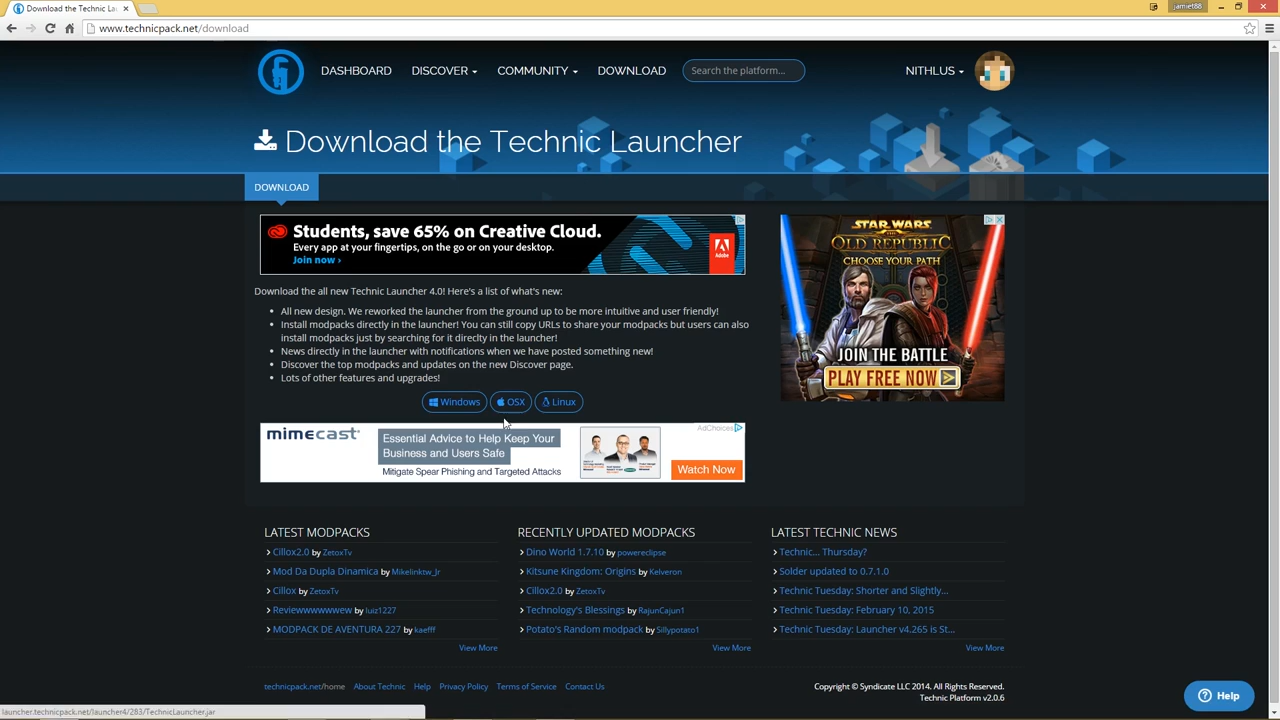 Download the Technic La
jamiet88
www.technicpack.net/download
DASHBOARD
DISCOVER
COMMUNITY
DOWNLOAD
Search the platform...
NITHLUS
Download the Technic Launcher
DOWNLOAD
Students, save 65% on Creative Cloud.
Every app at your fingertips, on the go or on your desktop.
Join now ›
Adobe
STAR WARS
THE OLD REPUBLIC
CHOOSE YOUR PATH
JOIN THE BATTLE
PLAY FREE NOW
Download the all new Technic Launcher 4.0! Here's a list of what's new:
All new design. We reworked the launcher from the ground up to be more intuitive and user friendly!
Install modpacks directly in the launcher! You can still copy URLs to share your modpacks but users can also
install modpacks just by searching for it direclty in the launcher!
News directly in the launcher with notifications when we have posted something new!
Discover the top modpacks and updates on the new Discover page.
Lots of other features and upgrades!
Windows
OSX
Linux
mimecast
Essential Advice to Help Keep Your
Business and Users Safe
Mitigate Spear Phishing and Targeted Attacks
AdChoices
Watch Now
LATEST MODPACKS
Cillox2.0 by ZetoxTv
Mod Da Dupla Dinamica by Mikelinktw_Jr
Cillox by ZetoxTv
Reviewwwwwwew by luiz1227
MODPACK DE AVENTURA 227 by kaefff
View More
RECENTLY UPDATED MODPACKS
Dino World 1.7.10 by powereclipse
Kitsune Kingdom: Origins by Kelveron
Cillox2.0 by ZetoxTv
Technology's Blessings by RajunCajun1
Potato's Random modpack by Sillypotato1
View More
LATEST TECHNIC NEWS
Technic... Thursday?
Solder updated to 0.7.1.0
Technic Tuesday: Shorter and Slightly...
Technic Tuesday: February 10, 2015
Technic Tuesday: Launcher v4.265 is St...
View More
technicpack.net/home
About Technic
Help
Privacy Policy
Terms of Service
Contact Us
Copyright © Syndicate LLC 2014. All Rights Reserved.
Technic Platform v2.0.6
Help
launcher.technicpack.net/launcher4/283/TechnicLauncher.jar